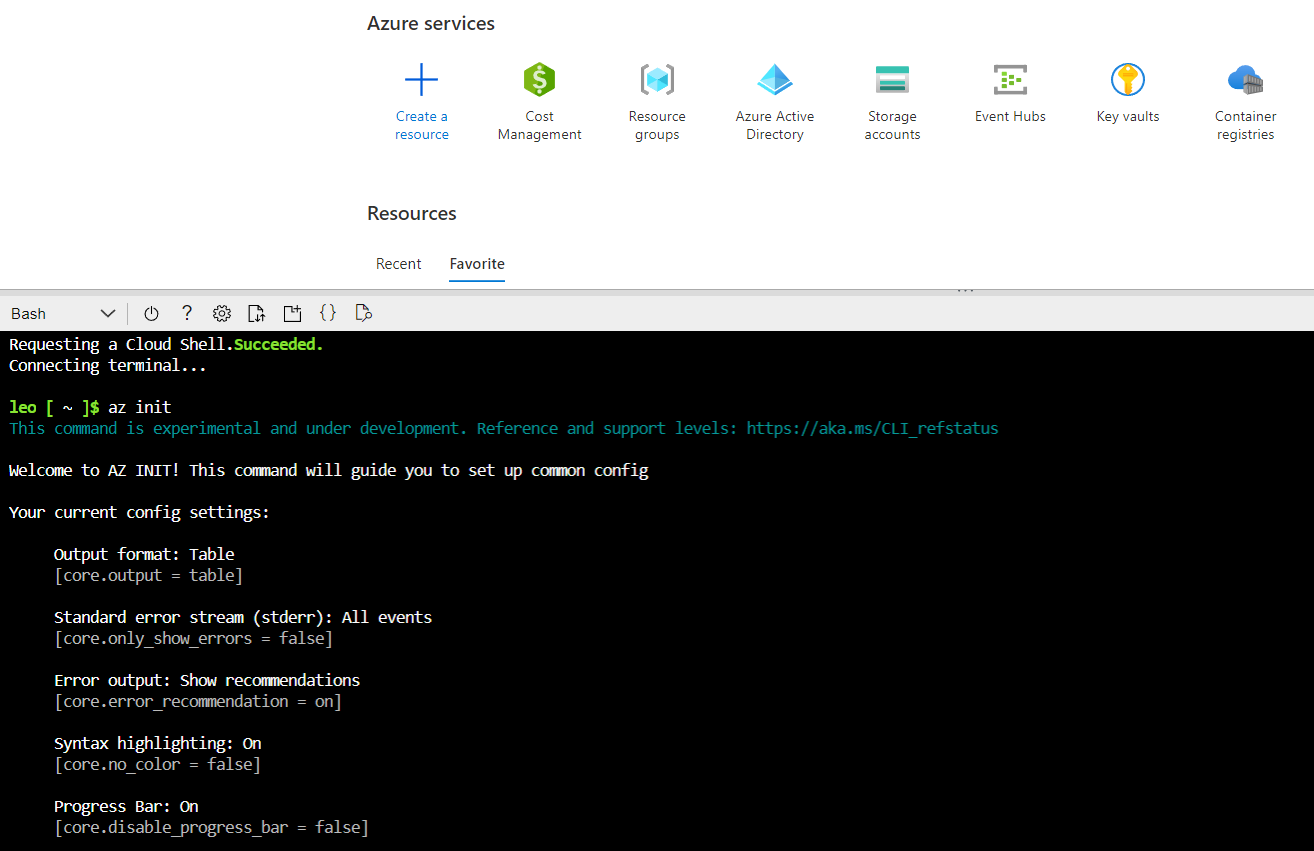 Azure services
Create a resource
Cost Management
Resource groups
Azure Active Directory
Storage accounts
Event Hubs
Key vaults
Container registries
Resources
Recent
Favorite
Bash
Requesting a Cloud Shell.Succeeded.
Connecting terminal...
leo [ ~ ]$ az init
This command is experimental and under development. Reference and support levels: https://aka.ms/CLI_refstatus
Welcome to AZ INIT! This command will guide you to set up common config
Your current config settings:
Output format: Table
[core.output = table]
Standard error stream (stderr): All events
[core.only_show_errors = false]
Error output: Show recommendations
[core.error_recommendation = on]
Syntax highlighting: On
[core.no_color = false]
Progress Bar: On
[core.disable_progress_bar = false]